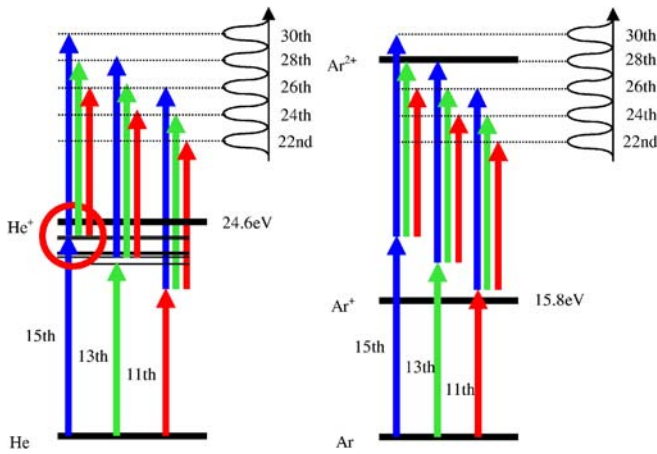 30th
28th
26th
24th
22nd
He⁺
24.6eV
15th
13th
11th
He
30th
Ar²⁺
28th
26th
24th
22nd
Ar⁺
15.8eV
15th
13th
11th
Ar